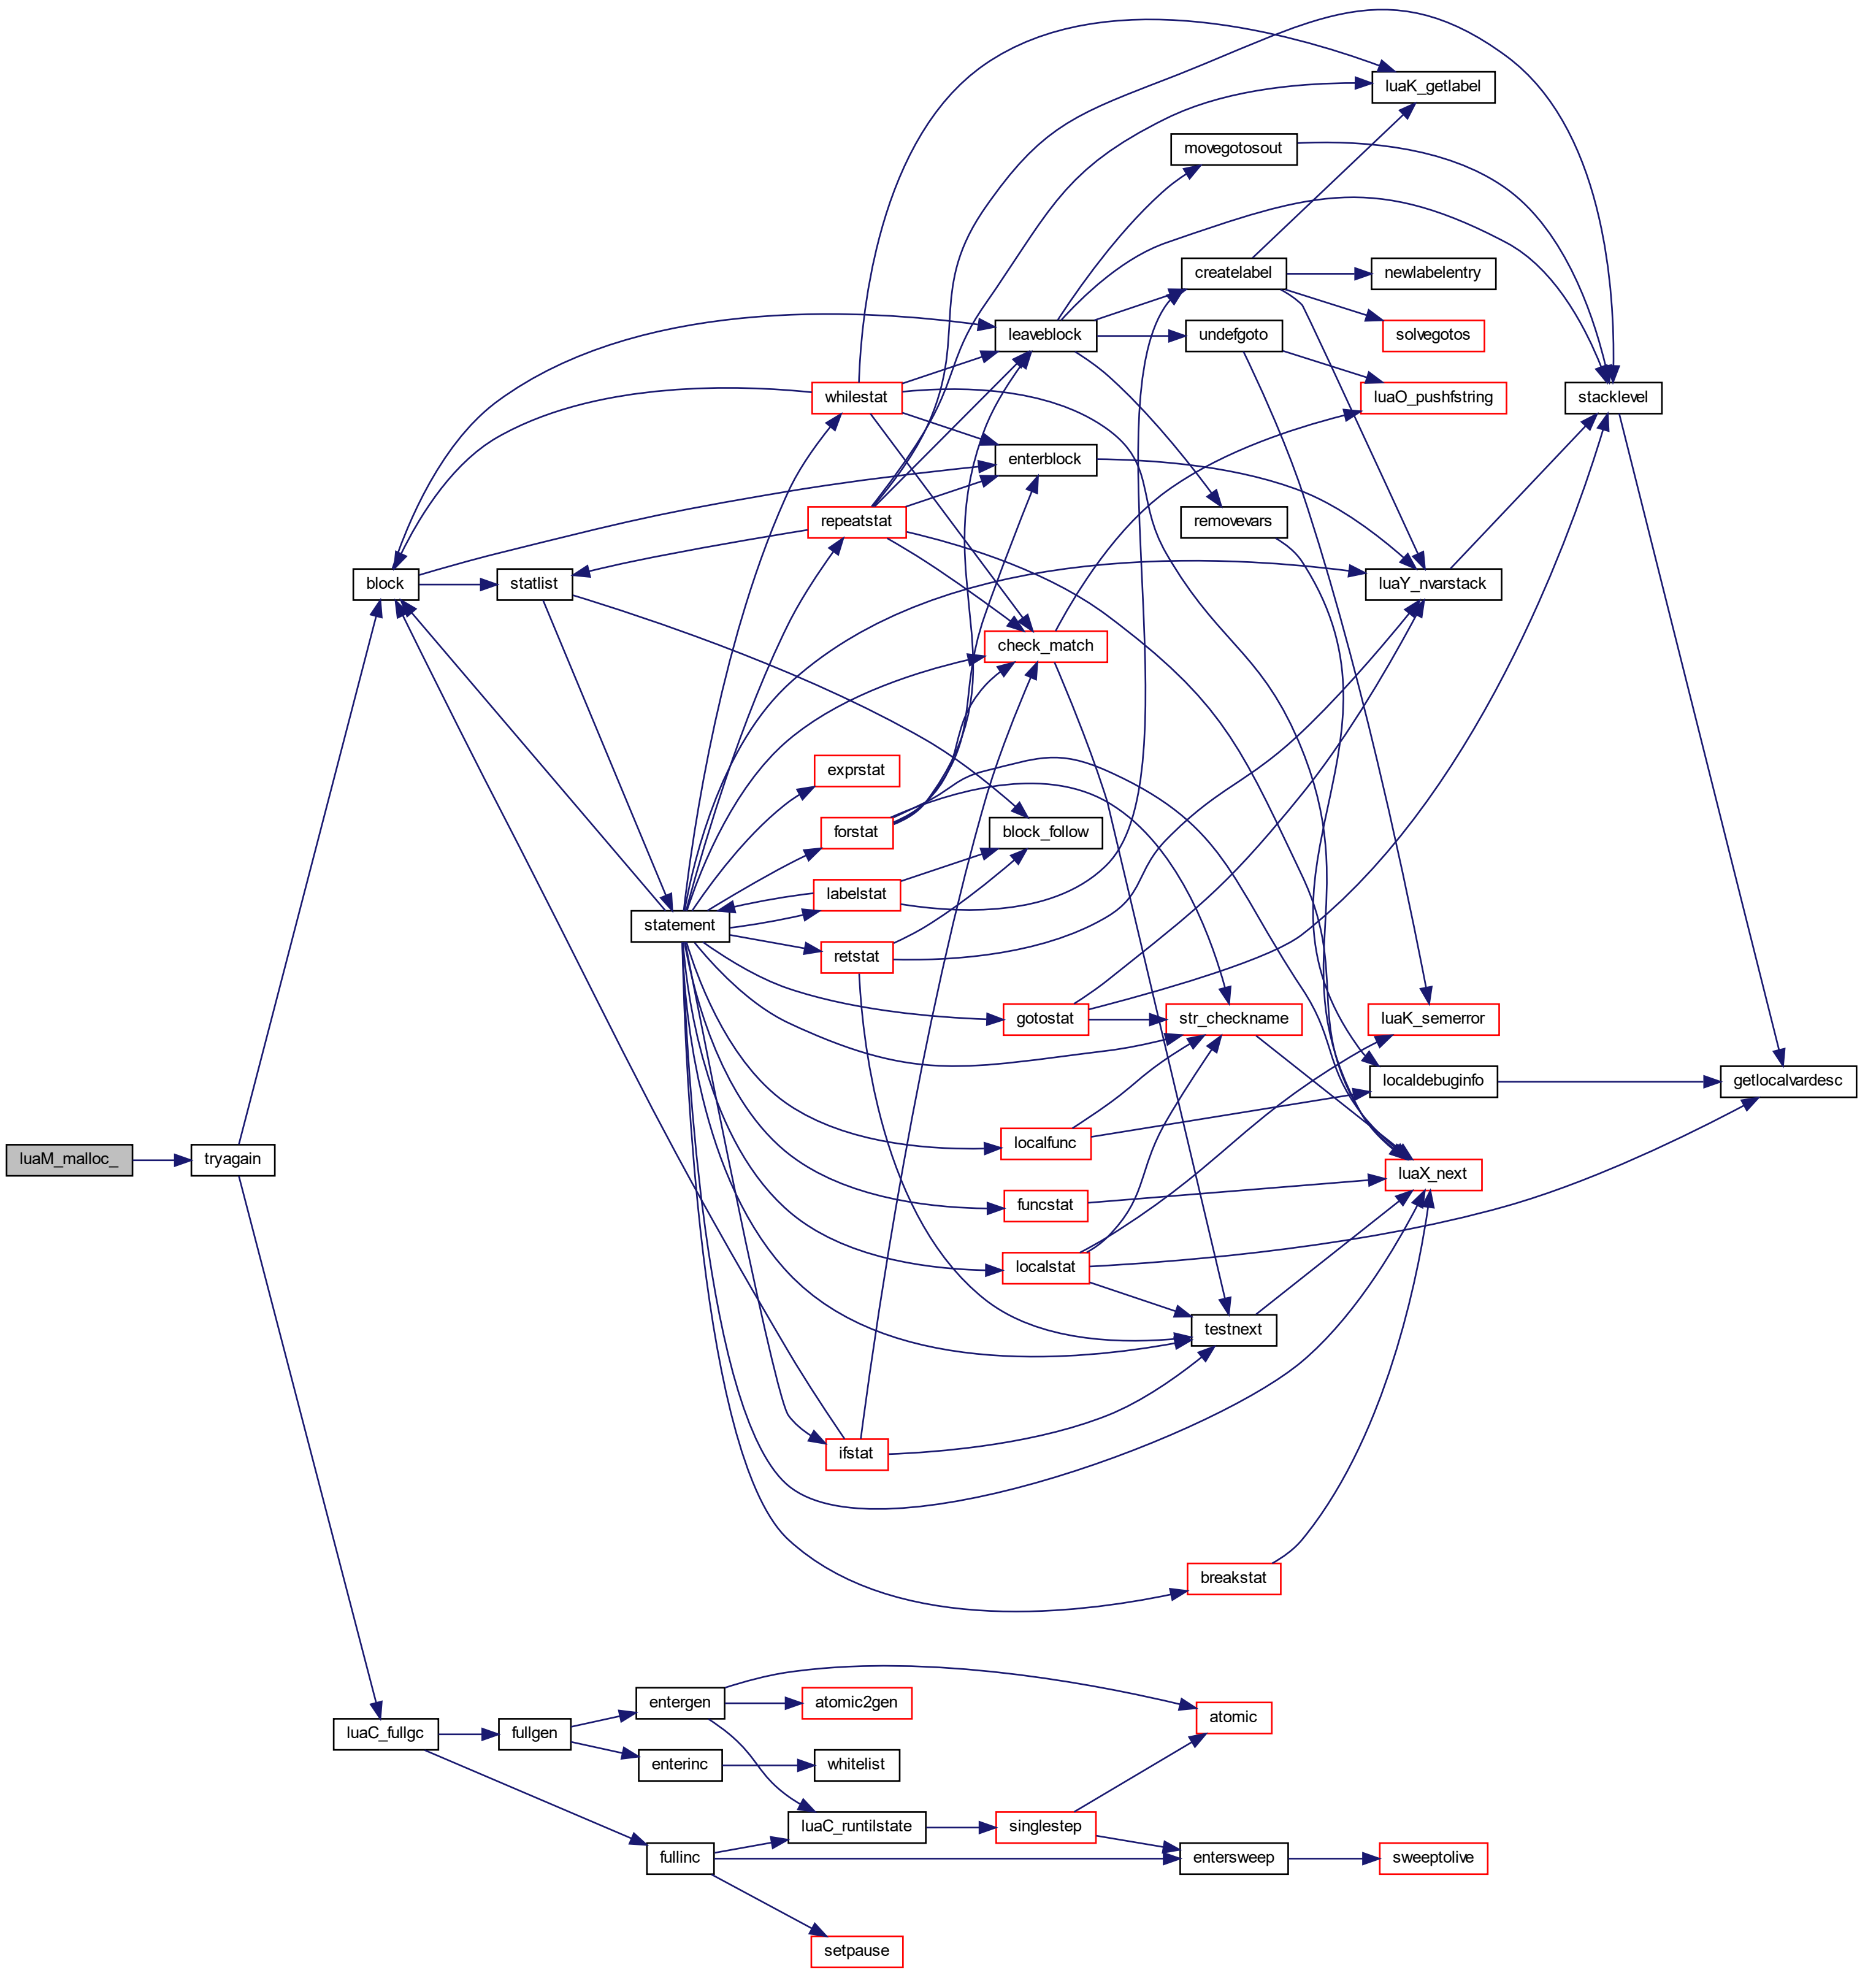 luaK_getlabel
movegotosout
createlabel
newlabelentry
leaveblock
undefgoto
solvegotos
whilestat
luaO_pushfstring
stacklevel
enterblock
repeatstat
removevars
block
statlist
luaY_nvarstack
check_match
exprstat
forstat
block_follow
labelstat
statement
retstat
gotostat
str_checkname
luaK_semerror
localdebuginfo
getlocalvardesc
localfunc
luaM_malloc_
tryagain
luaX_next
funcstat
localstat
testnext
ifstat
breakstat
entergen
atomic2gen
atomic
luaC_fullgc
fullgen
enterinc
whitelist
luaC_runtilstate
singlestep
fullinc
entersweep
sweeptolive
setpause